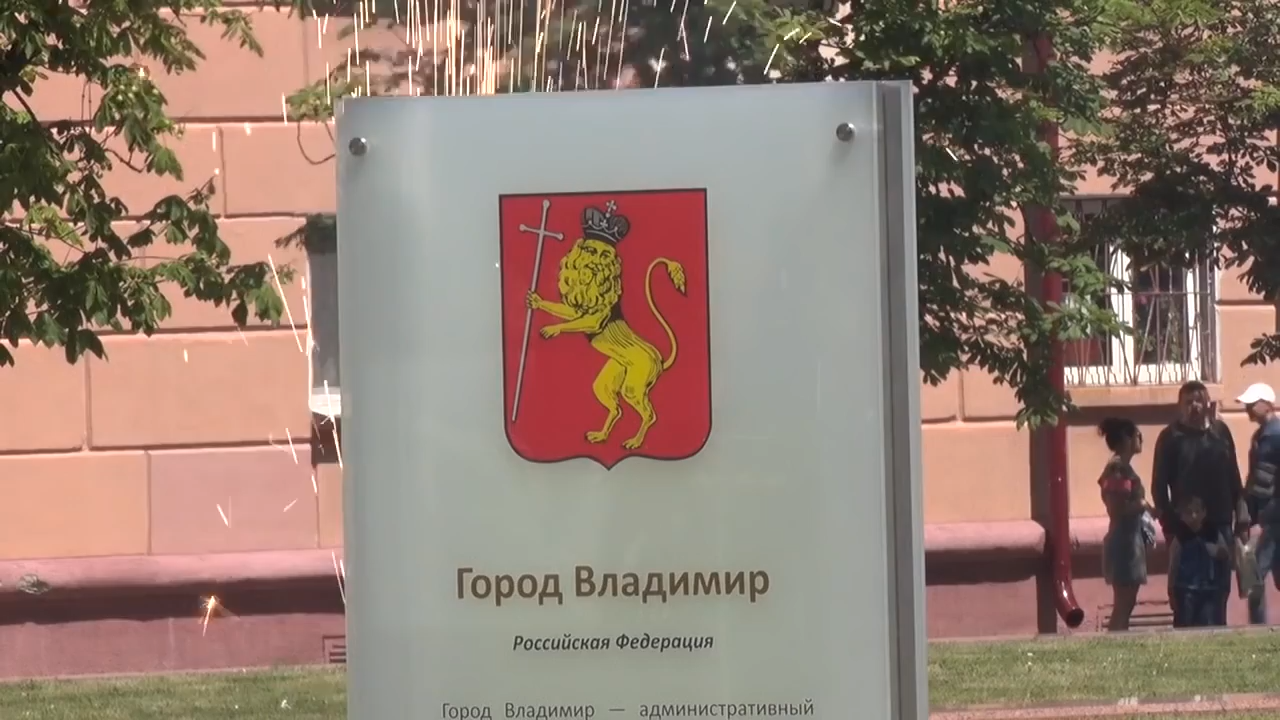 Город Владимир
Российская Федерация
Город Владимир — административный